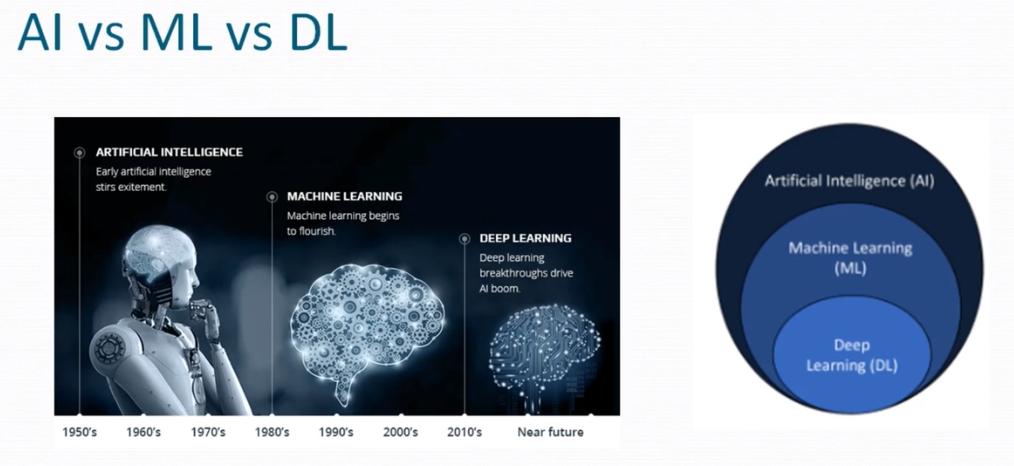 AI vs ML vs DL
ARTIFICIAL INTELLIGENCE
Early artificial intelligence
stirs exitement.
MACHINE LEARNING
Machine learning begins
to flourish.
DEEP LEARNING
Deep learning
breakthroughs drive
AI boom.
1950's 1960's 1970's 1980's 1990's 2000's 2010's Near future
Artificial Intelligence (AI)
Machine Learning
(ML)
Deep
Learning (DL)